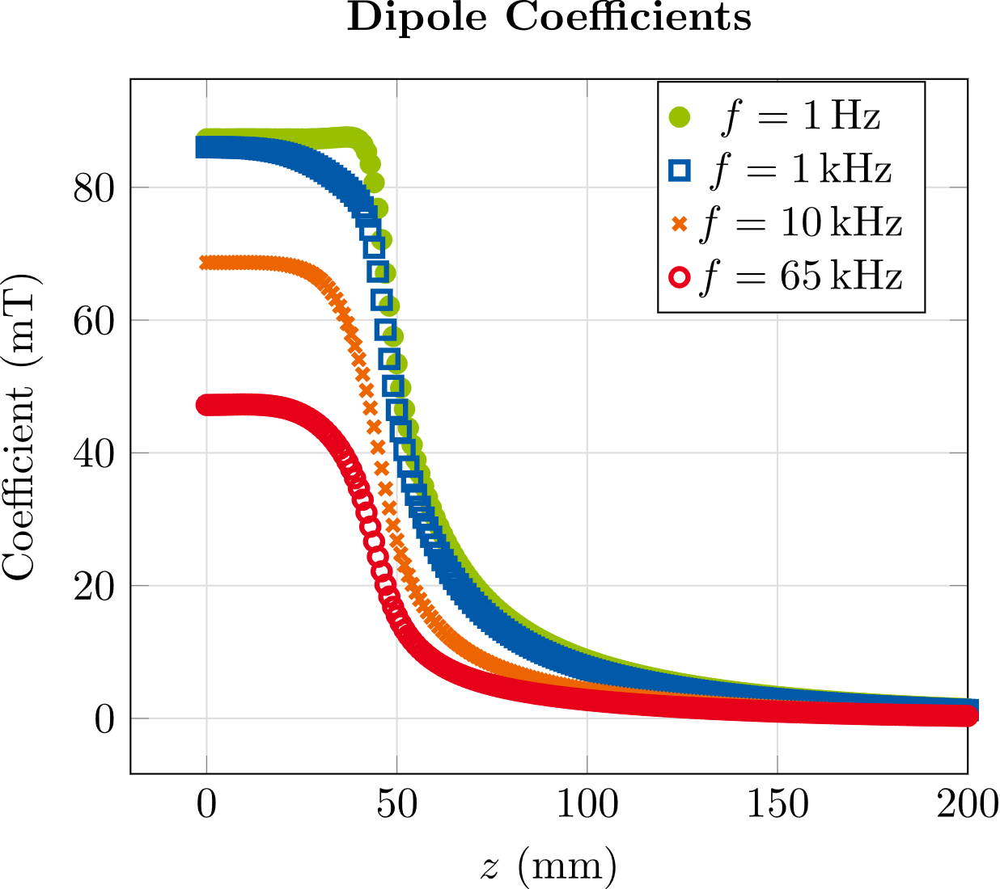 Dipole Coefficients
f = 1 Hz
f = 1 kHz
f = 10 kHz
f = 65 kHz
Coefficient (mT)
80
60
40
20
0
0 50 100 150 200
z (mm)